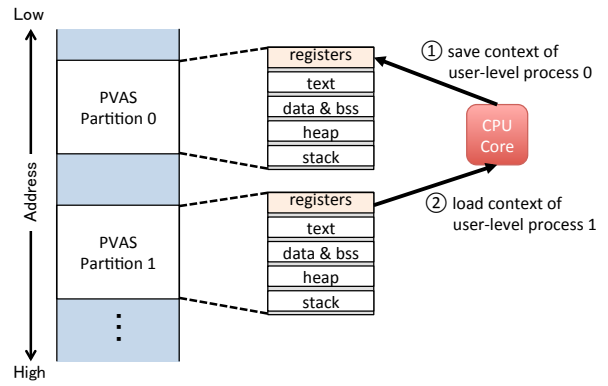 Low
High
Address
PVAS
Partition 0
PVAS
Partition 1
registers
text
data & bss
heap
stack
registers
text
data & bss
heap
stack
① save context of
user-level process 0
CPU
Core
② load context of
user-level process 1